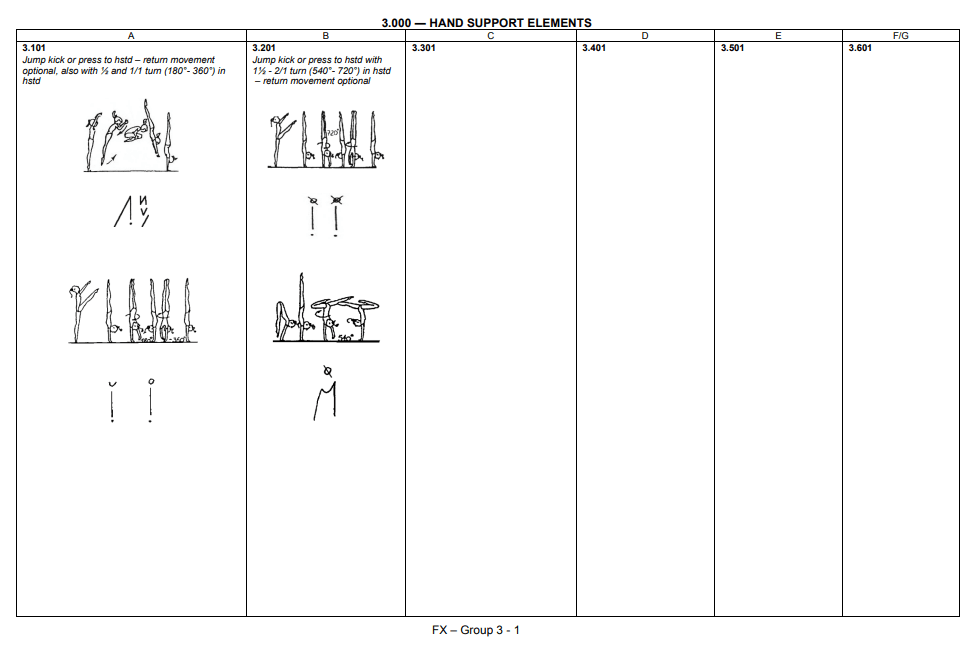 3.000 — HAND SUPPORT ELEMENTS
A
B
C
D
E
F/G
3.101
Jump kick or press to hstd – return movement
optional, also with ½ and 1/1 turn (180°- 360°) in
hstd
3.201
Jump kick or press to hstd with
1½ - 2/1 turn (540°- 720°) in hstd
– return movement optional
3.301
3.401
3.501
3.601
720°
540°
FX – Group 3 - 1